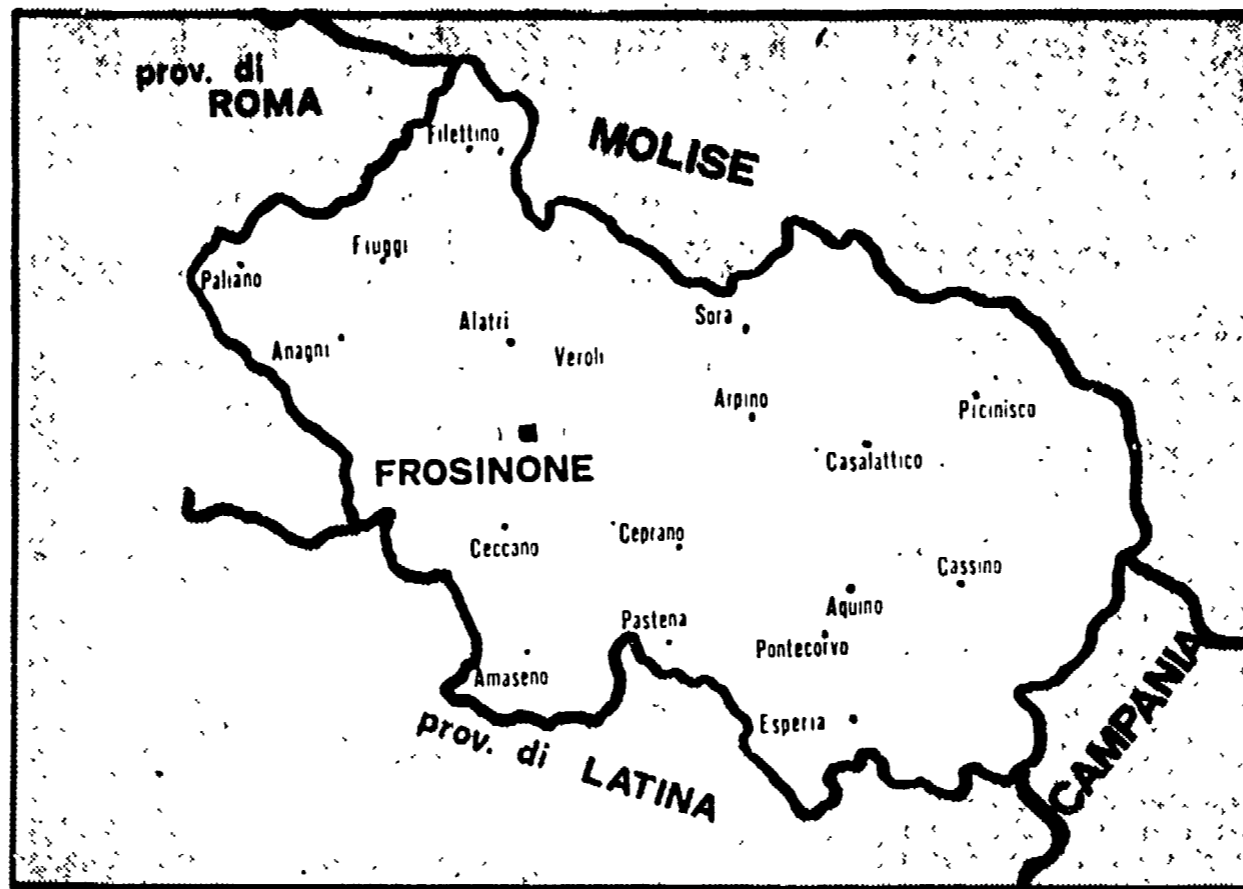 prov. di
ROMA
Filettino
MOLISE
Fiuggi
Paliano
Sora
Alatri
Anagni
Veroli
Arpino
Picinisco
Casalattico
FROSINONE
Ceccano
Ceprano
Cassino
Aquino
Pastena
Pontecorvo
Amaseno
Esperia
prov. di LATINA
CAMPANIA